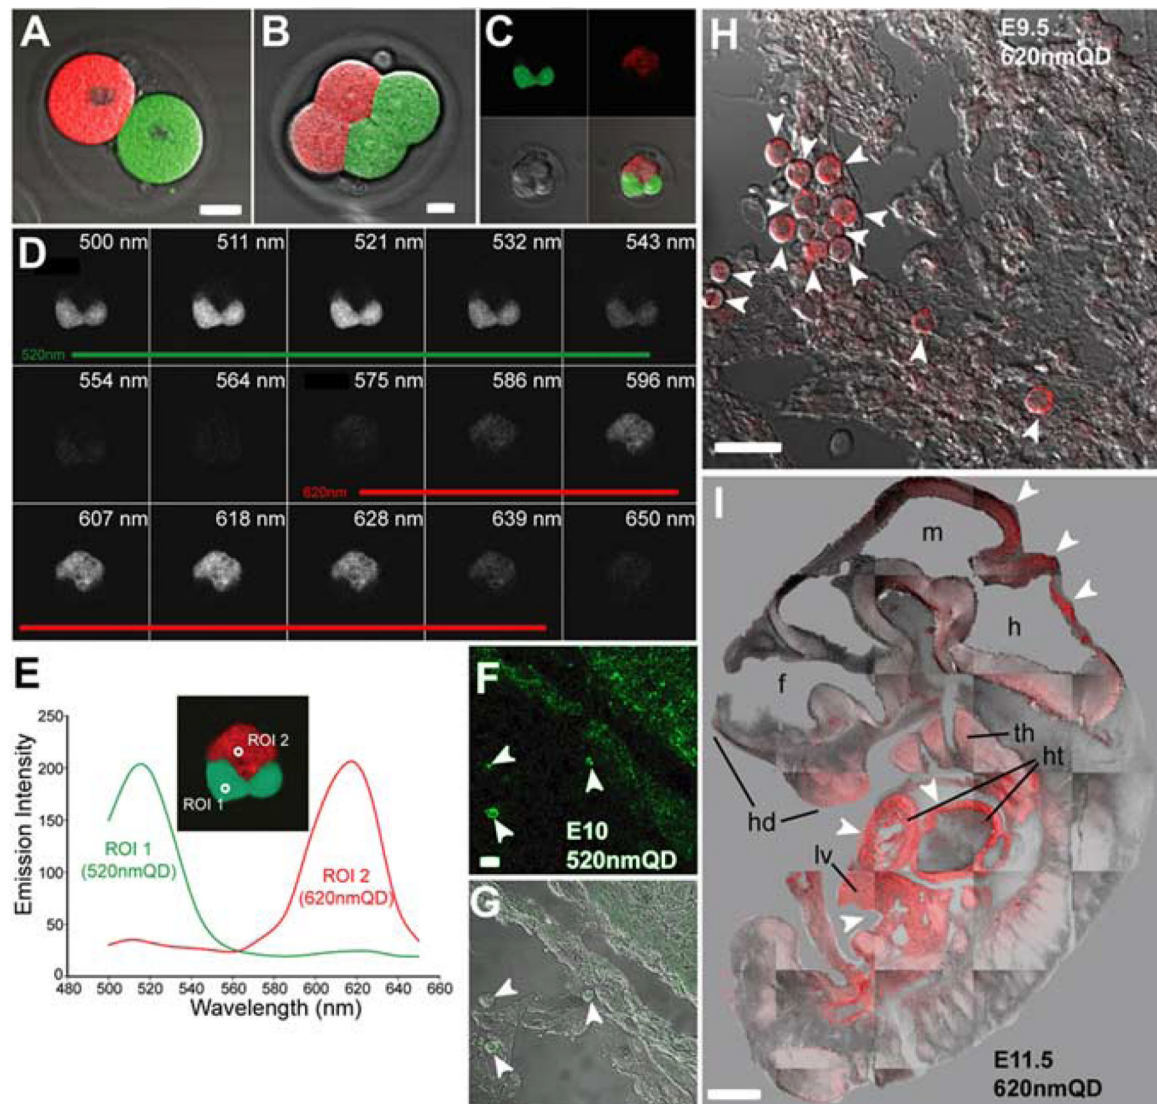 A
B
C
D
500 nm
511 nm
521 nm
532 nm
543 nm
520nm
554 nm
564 nm
575 nm
586 nm
596 nm
620nm
607 nm
618 nm
628 nm
639 nm
650 nm
E
250
200
150
100
50
0
Emission Intensity
480 500 520 540 560 580 600 620 640 660
Wavelength (nm)
ROI 1
(520nmQD)
ROI 2
(620nmQD)
ROI 2
ROI 1
F
E10
520nmQD
G
H
E9.5
620nmQD
I
m
h
f
th
ht
hd
lv
E11.5
620nmQD